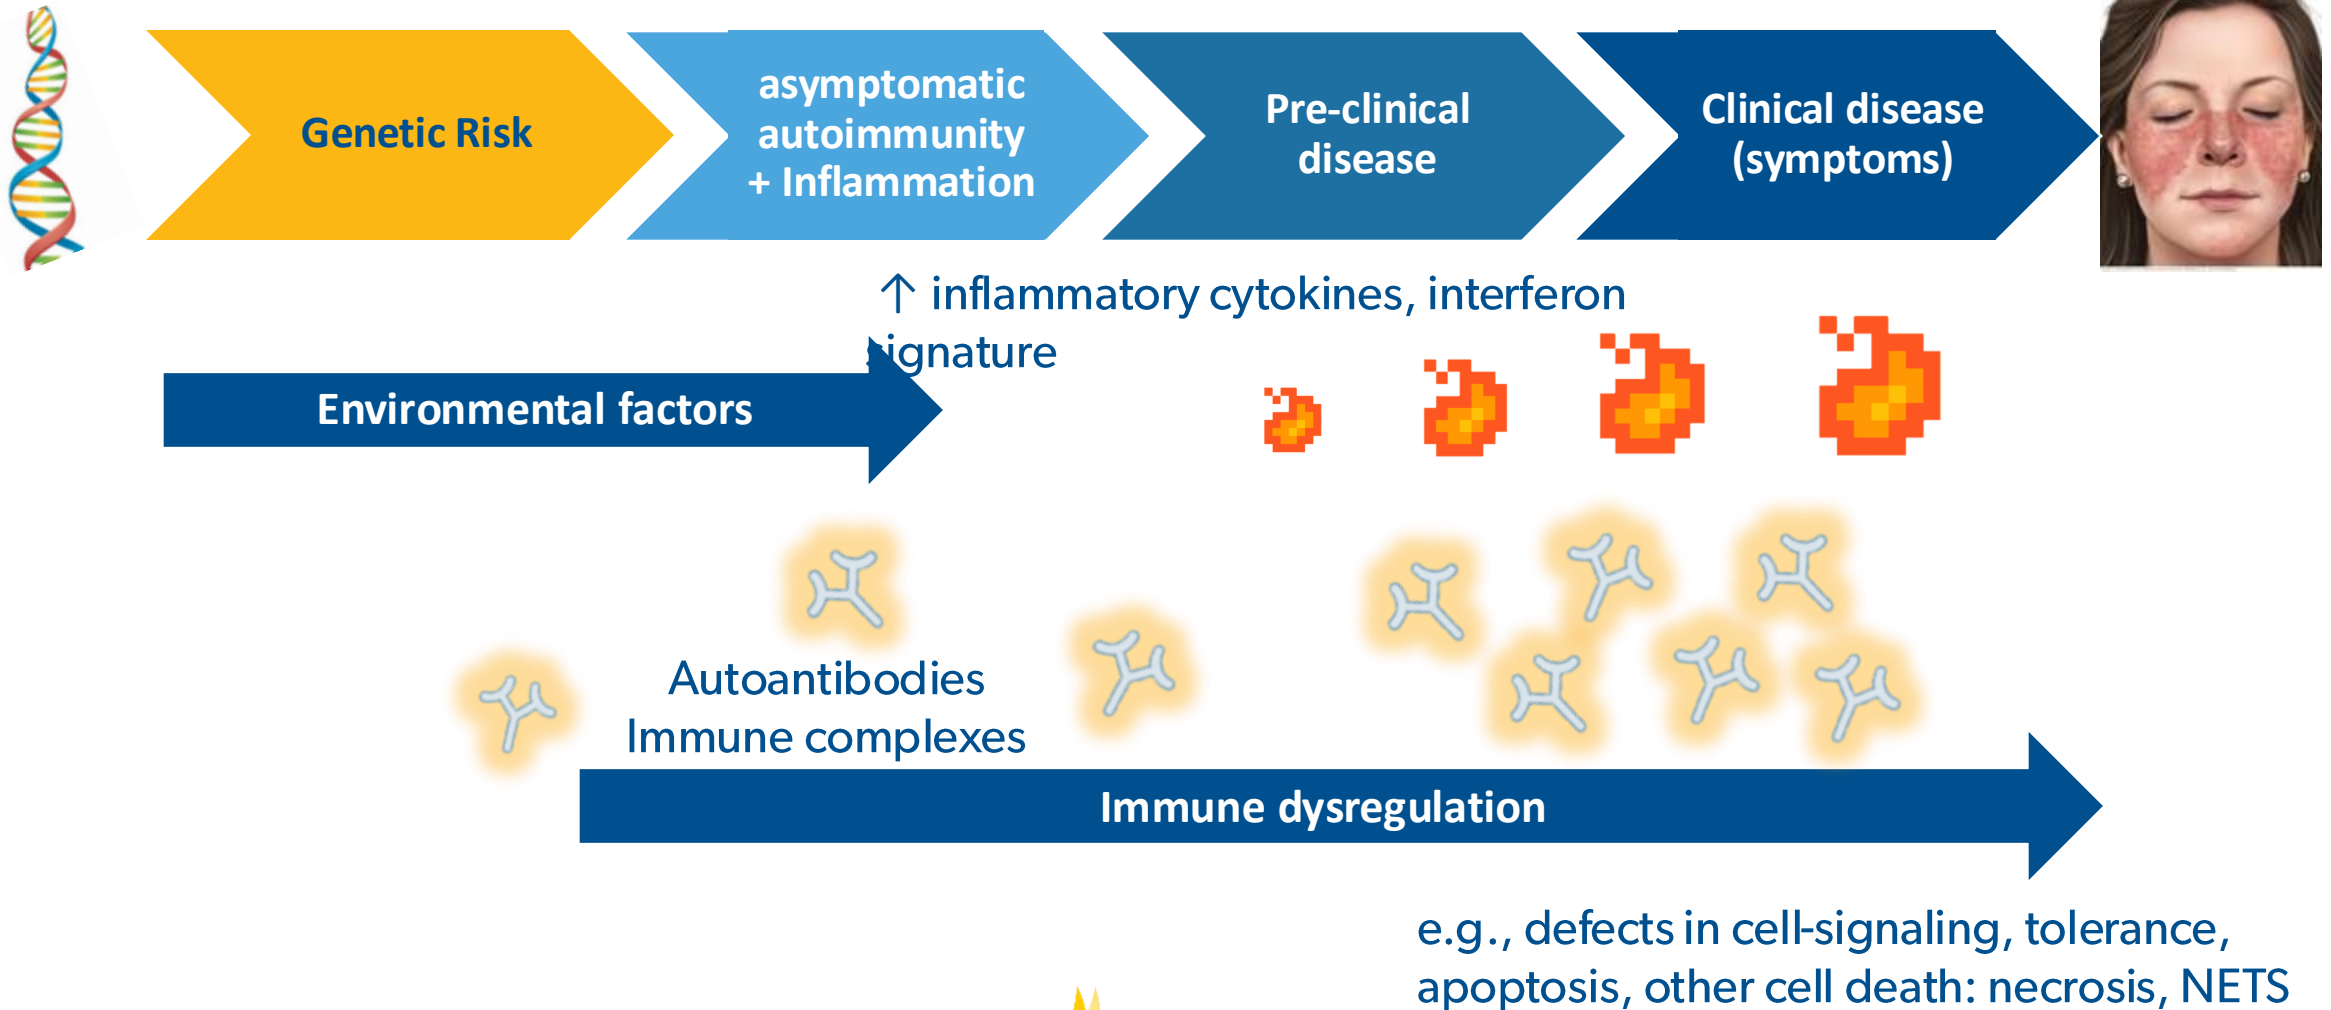 Genetic Risk
asymptomatic
autoimmunity
+ Inflammation
Pre-clinical
disease
Clinical disease
(symptoms)
↑ inflammatory cytokines, interferon
signature
Environmental factors
Autoantibodies
Immune complexes
Immune dysregulation
e.g., defects in cell-signaling, tolerance,
apoptosis, other cell death: necrosis, NETS